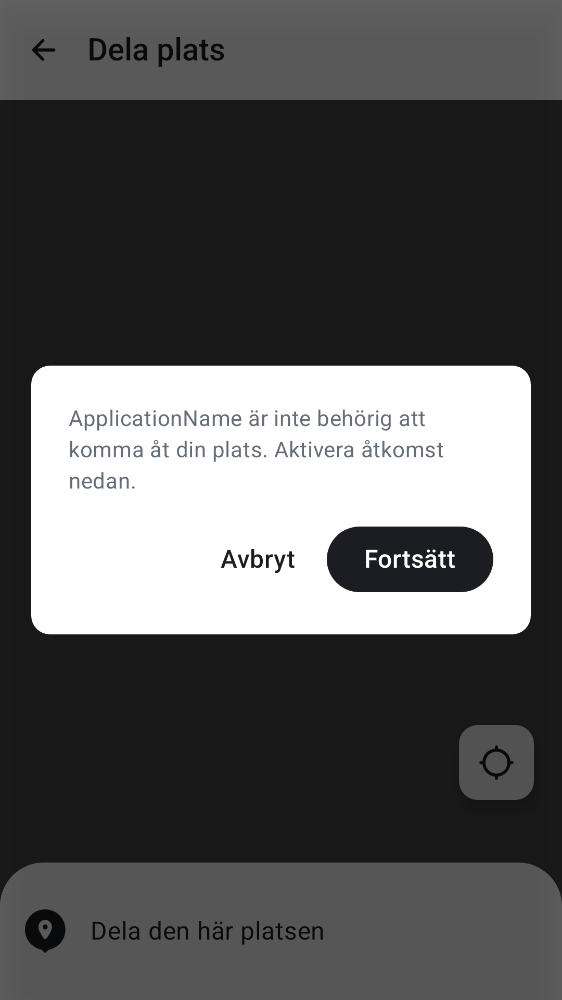 Dela plats
ApplicationName är inte behörig att
komma åt din plats. Aktivera åtkomst
nedan.
Avbryt
Fortsätt
Dela den här platsen